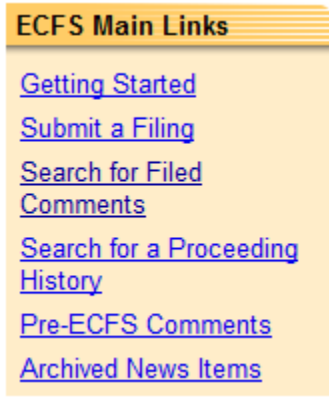 ECFS Main Links
Getting Started
Submit a Filing
Search for Filed
Comments
Search for a Proceeding
History
Pre-ECFS Comments
Archived News Items